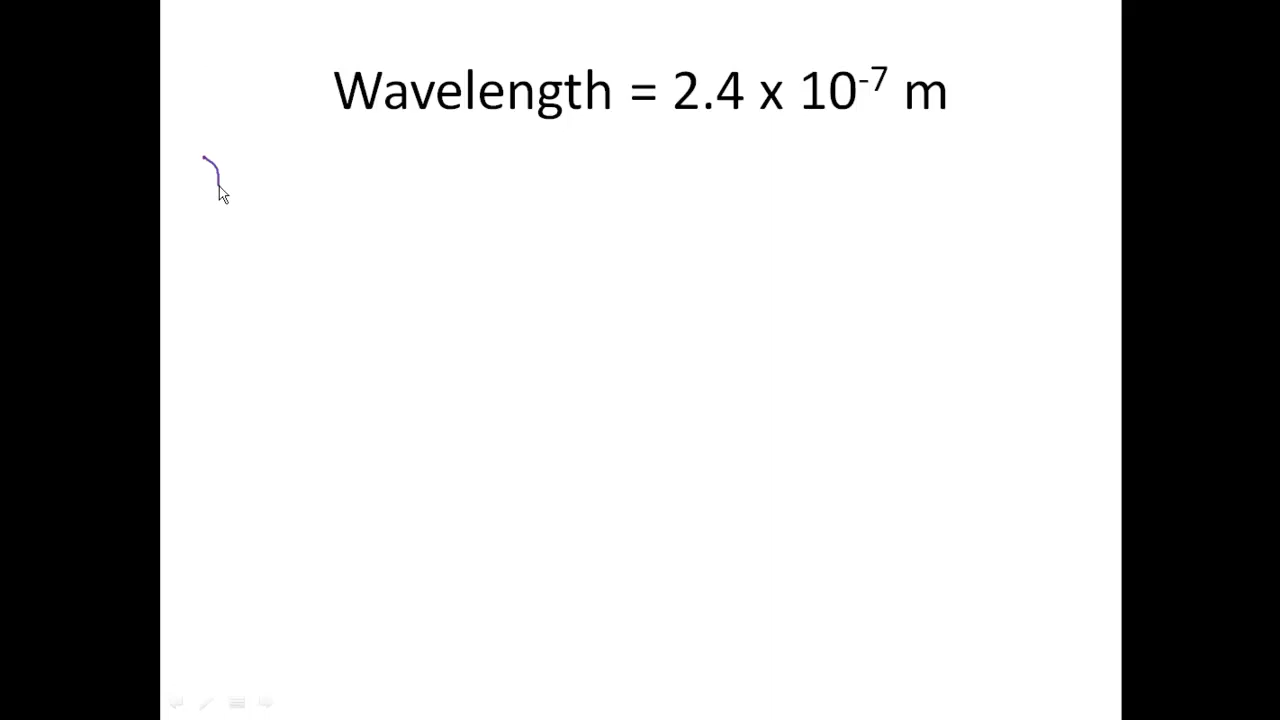 Wavelength = 2.4 x 10⁻⁷ m